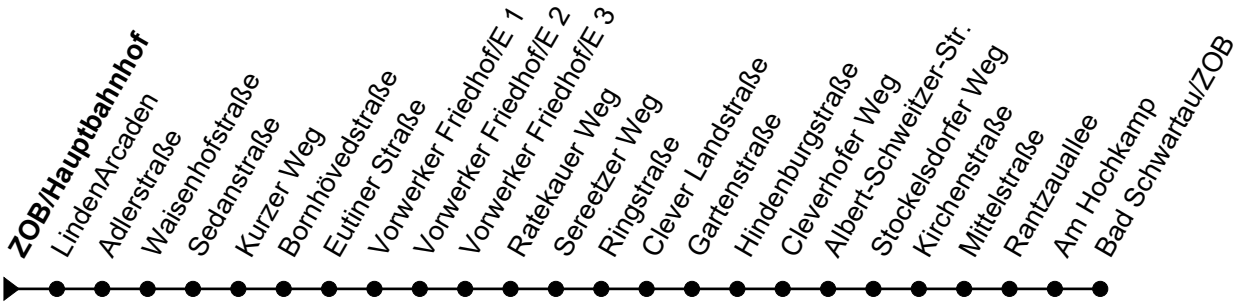 ZOB/Hauptbahnhof
LindenArcaden
Adlerstraße
Waisenhofstraße
Sedanstraße
Kurzer Weg
Bornhövedstraße
Eutiner Straße
Vorwerker Friedhof/E 1
Vorwerker Friedhof/E 2
Vorwerker Friedhof/E 3
Ratekauer Weg
Sereetzer Weg
Ringstraße
Clever Landstraße
Gartenstraße
Hindenburgstraße
Cleverhofer Weg
Albert-Schweitzer-Str.
Stockelsdorfer Weg
Kirchenstraße
Mittelstraße
Rantzauallee
Am Hochkamp
Bad Schwartau/ZOB